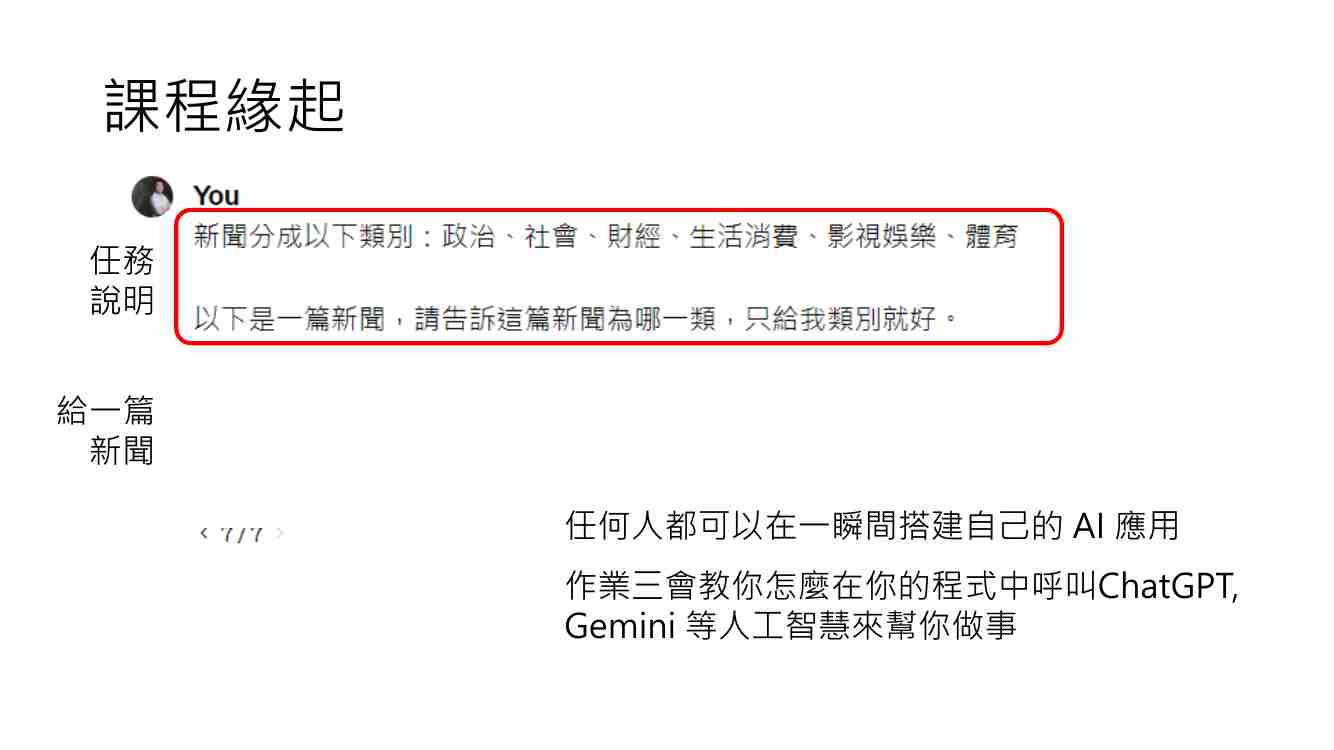 課程緣起
You
新聞分成以下類別：政治、社會、財經、生活消費、影視娛樂、體育
任務
說明
以下是一篇新聞，請告訴這篇新聞為哪一類，只給我類別就好。
給一篇
新聞
< 7/7 >
任何人都可以在一瞬間搭建自己的 AI 應用
作業三會教你怎麼在你的程式中呼叫ChatGPT,
Gemini 等人工智慧來幫你做事